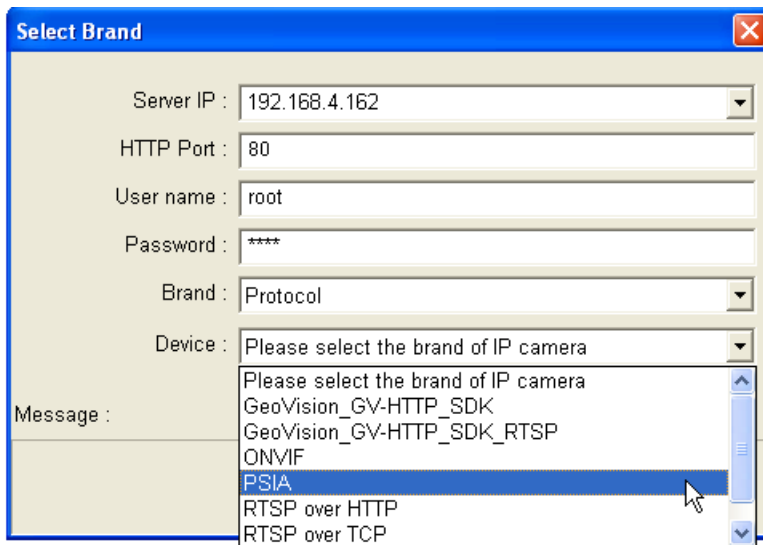 Select Brand
Server IP : 192.168.4.162
HTTP Port : 80
User name : root
Password : ****
Brand : Protocol
Device : Please select the brand of IP camera
Please select the brand of IP camera
Message :
GeoVision_GV-HTTP_SDK
GeoVision_GV-HTTP_SDK_RTSP
ONVIF
PSIA
RTSP over HTTP
RTSP over TCP